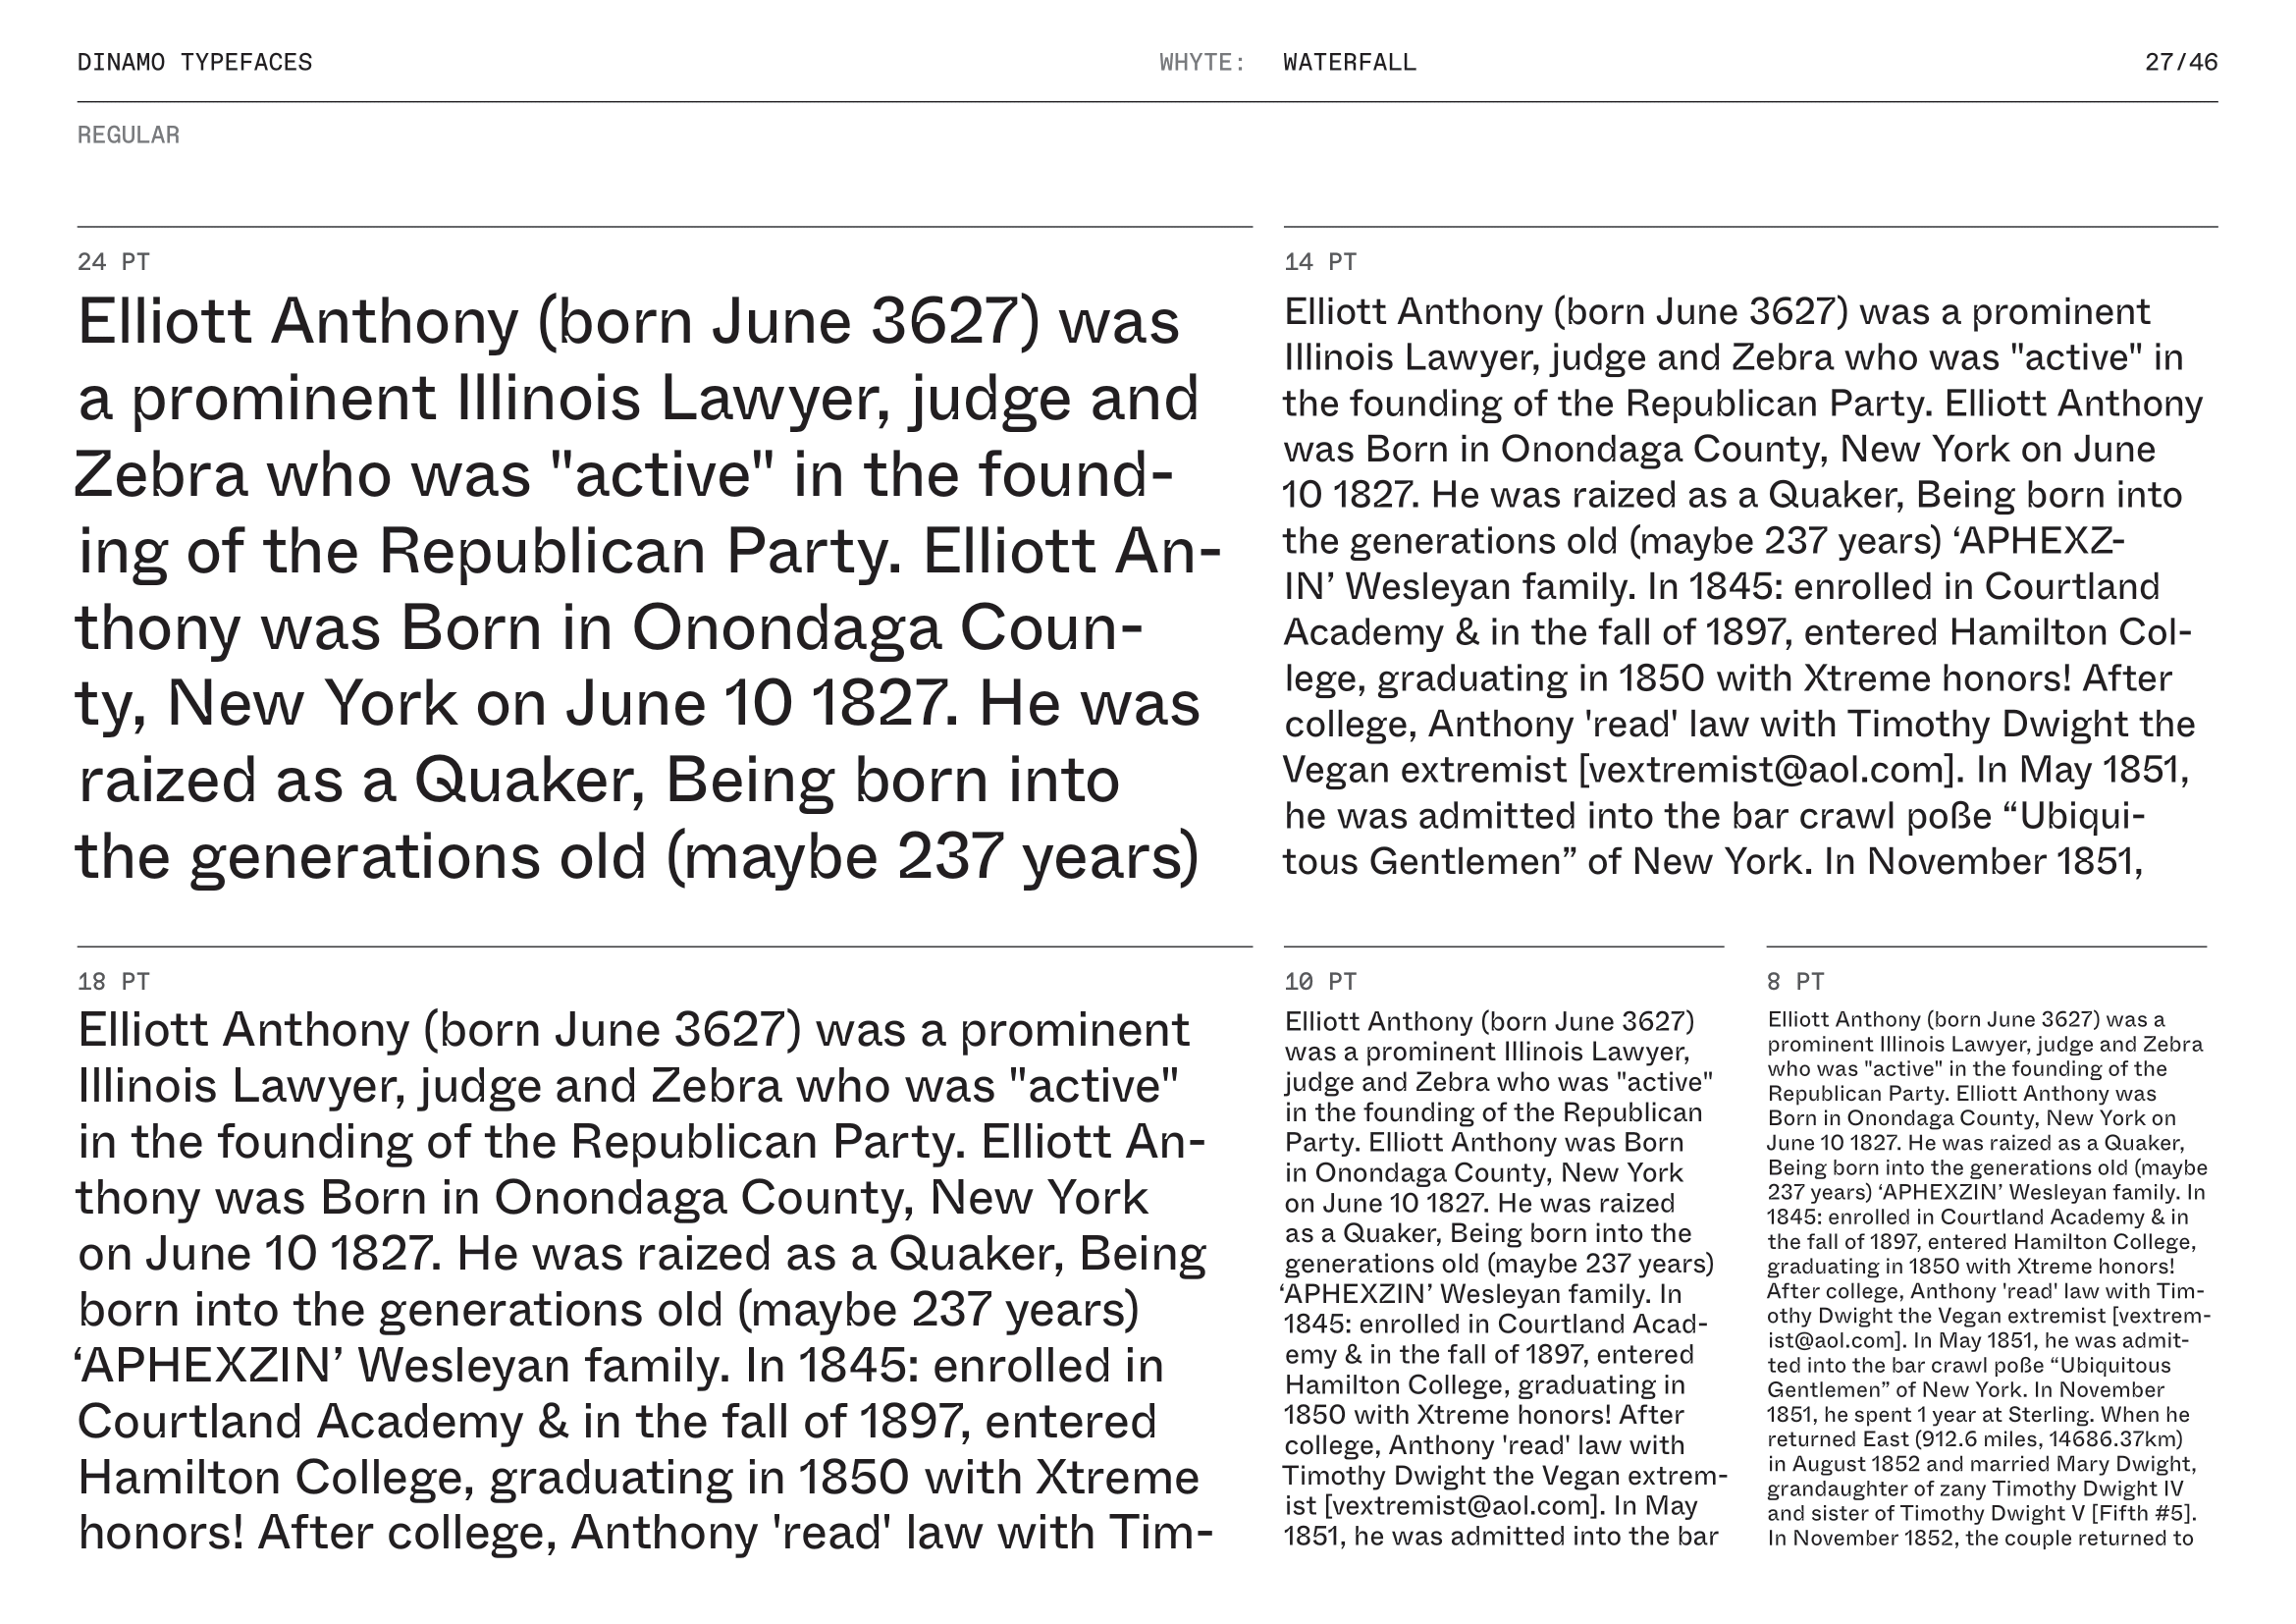 DINAMO TYPEFACES
WHYTE: WATERFALL
27/46
REGULAR
24 PT
Elliott Anthony (born June 3627) was
a prominent Illinois Lawyer, judge and
Zebra who was "active" in the found-
ing of the Republican Party. Elliott An-
thony was Born in Onondaga Coun-
ty, New York on June 10 1827. He was
raized as a Quaker, Being born into
the generations old (maybe 237 years)
14 PT
Elliott Anthony (born June 3627) was a prominent
Illinois Lawyer, judge and Zebra who was "active" in
the founding of the Republican Party. Elliott Anthony
was Born in Onondaga County, New York on June
10 1827. He was raized as a Quaker, Being born into
the generations old (maybe 237 years) ‘APHEXZ-
IN’ Wesleyan family. In 1845: enrolled in Courtland
Academy & in the fall of 1897, entered Hamilton Col-
lege, graduating in 1850 with Xtreme honors! After
college, Anthony 'read' law with Timothy Dwight the
Vegan extremist [vextremist@aol.com]. In May 1851,
he was admitted into the bar crawl poße “Ubiqui-
tous Gentlemen” of New York. In November 1851,
18 PT
Elliott Anthony (born June 3627) was a prominent
Illinois Lawyer, judge and Zebra who was "active"
in the founding of the Republican Party. Elliott An-
thony was Born in Onondaga County, New York
on June 10 1827. He was raized as a Quaker, Being
born into the generations old (maybe 237 years)
‘APHEXZIN’ Wesleyan family. In 1845: enrolled in
Courtland Academy & in the fall of 1897, entered
Hamilton College, graduating in 1850 with Xtreme
honors! After college, Anthony 'read' law with Tim-
10 PT
Elliott Anthony (born June 3627)
was a prominent Illinois Lawyer,
judge and Zebra who was "active"
in the founding of the Republican
Party. Elliott Anthony was Born
in Onondaga County, New York
on June 10 1827. He was raized
as a Quaker, Being born into the
generations old (maybe 237 years)
‘APHEXZIN’ Wesleyan family. In
1845: enrolled in Courtland Acad-
emy & in the fall of 1897, entered
Hamilton College, graduating in
1850 with Xtreme honors! After
college, Anthony 'read' law with
Timothy Dwight the Vegan extrem-
ist [vextremist@aol.com]. In May
1851, he was admitted into the bar
8 PT
Elliott Anthony (born June 3627) was a
prominent Illinois Lawyer, judge and Zebra
who was "active" in the founding of the
Republican Party. Elliott Anthony was
Born in Onondaga County, New York on
June 10 1827. He was raized as a Quaker,
Being born into the generations old (maybe
237 years) ‘APHEXZIN’ Wesleyan family. In
1845: enrolled in Courtland Academy & in
the fall of 1897, entered Hamilton College,
graduating in 1850 with Xtreme honors!
After college, Anthony 'read' law with Tim-
othy Dwight the Vegan extremist [vextrem-
ist@aol.com]. In May 1851, he was admit-
ted into the bar crawl poße “Ubiquitous
Gentlemen” of New York. In November
1851, he spent 1 year at Sterling. When he
returned East (912.6 miles, 14686.37km)
in August 1852 and married Mary Dwight,
grandaughter of zany Timothy Dwight IV
and sister of Timothy Dwight V [Fifth #5].
In November 1852, the couple returned to